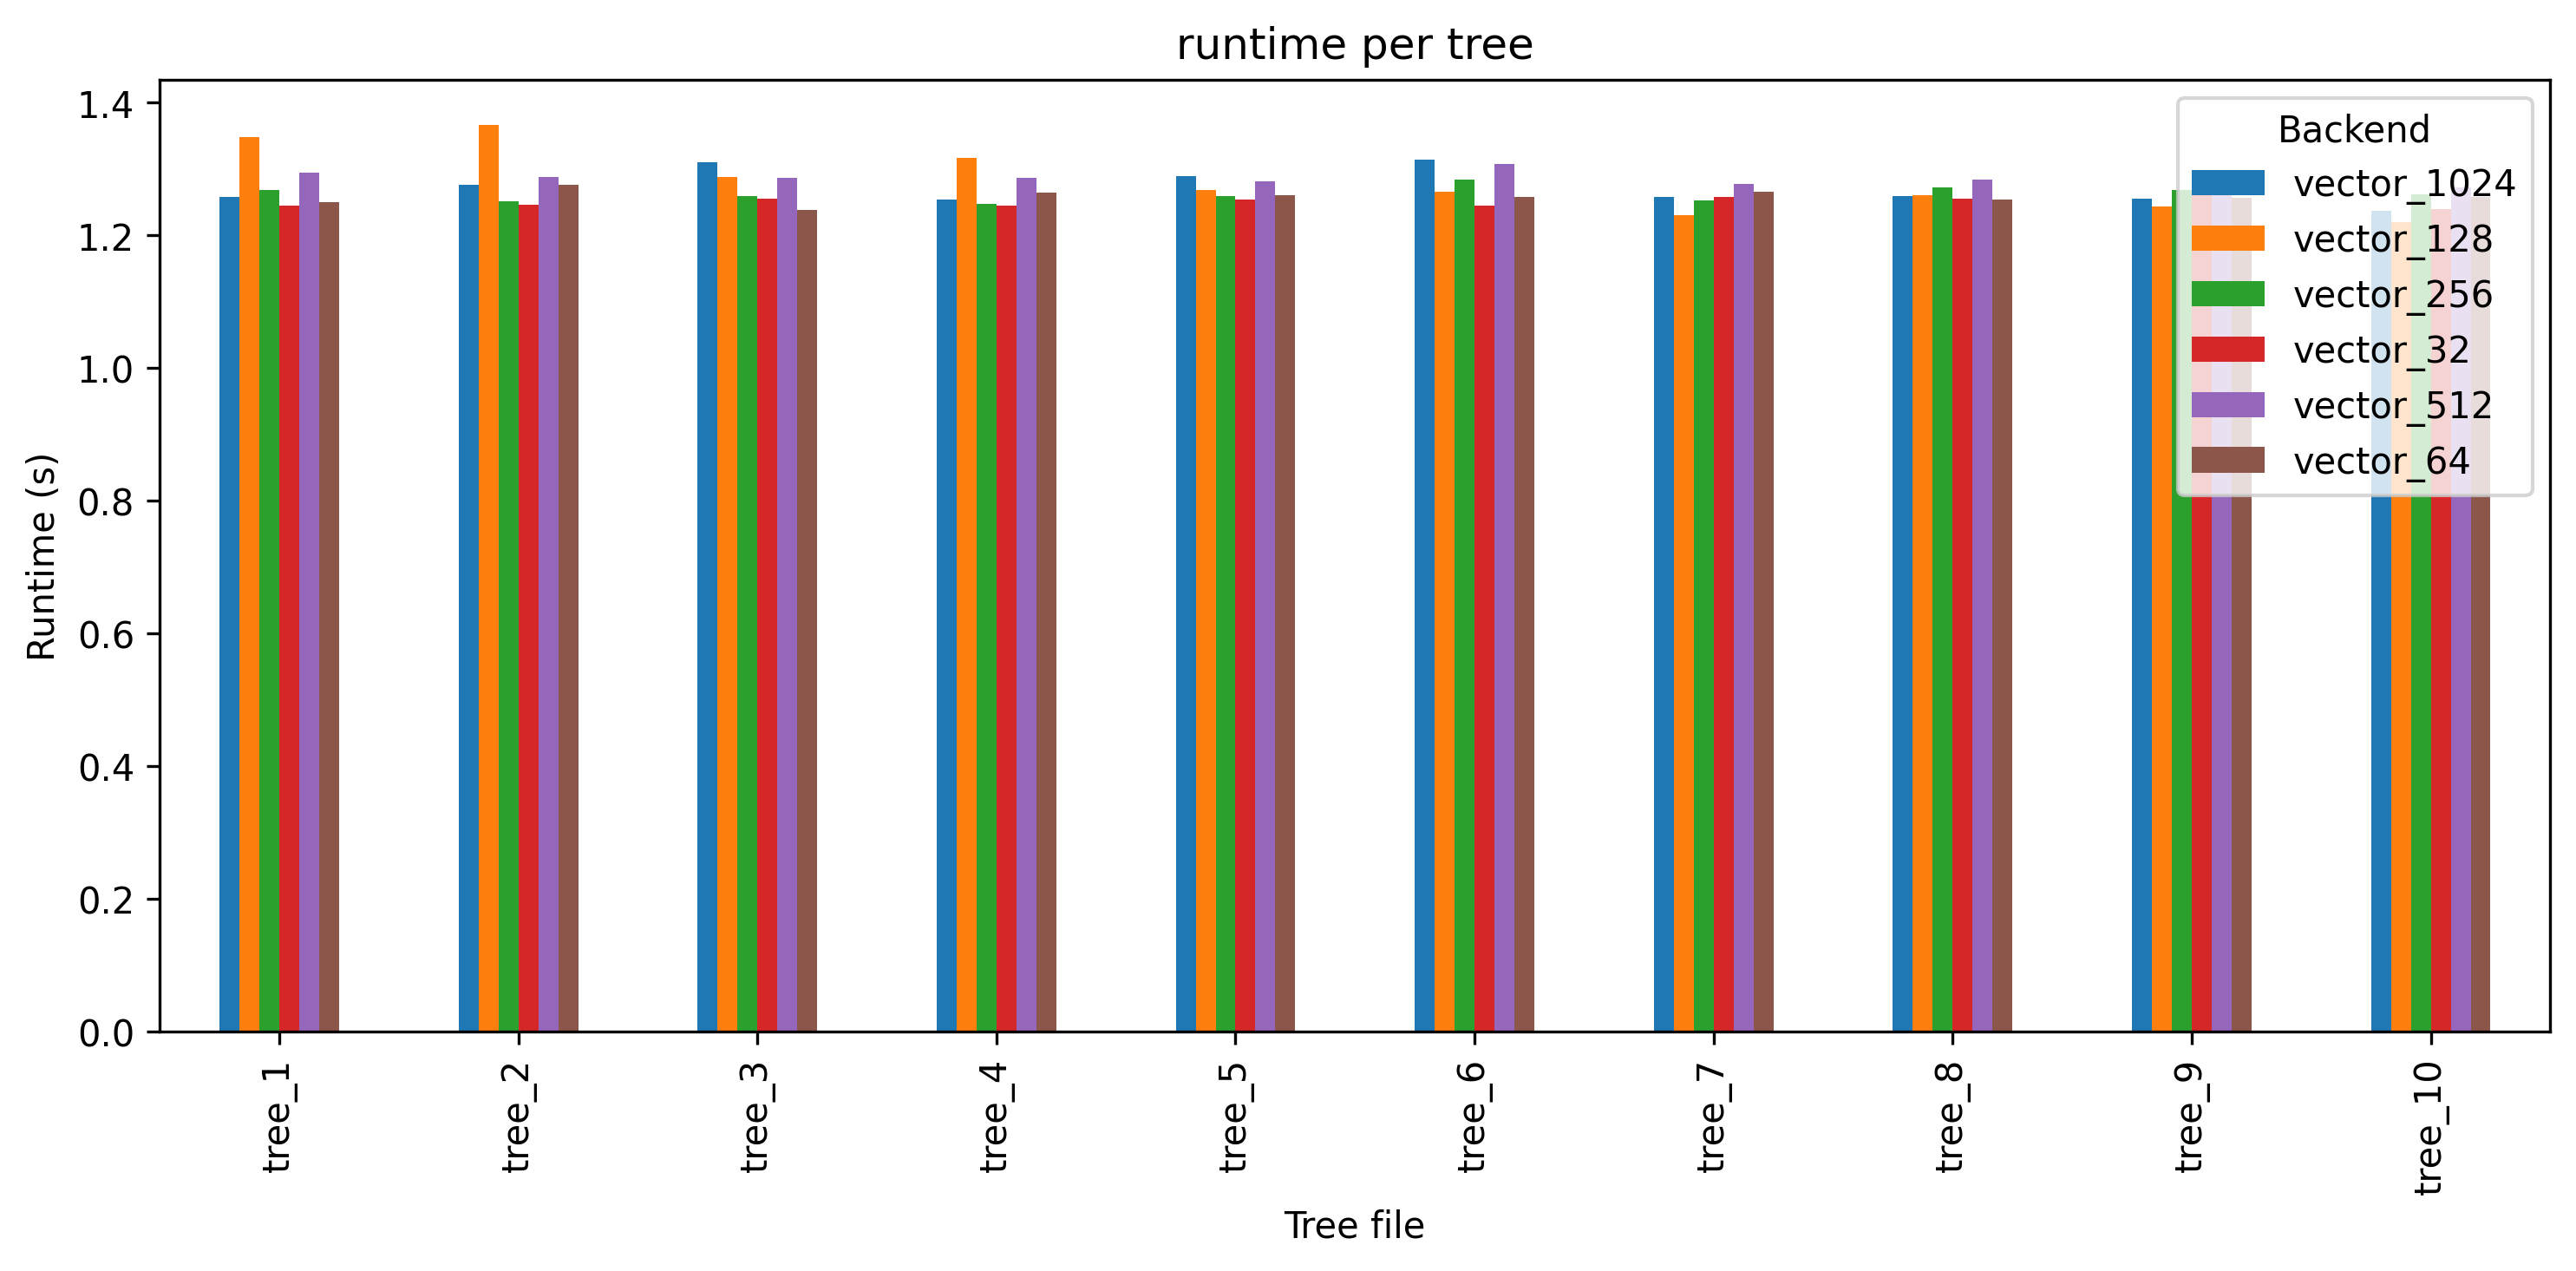 runtime per tree
1.4
1.2
1.0
0.8
0.6
0.4
0.2
0.0
Runtime (s)
Backend
vector_1024
vector_128
vector_256
vector_32
vector_512
vector_64
tree_1
tree_2
tree_3
tree_4
tree_5
tree_6
tree_7
tree_8
tree_9
tree_10
Tree file